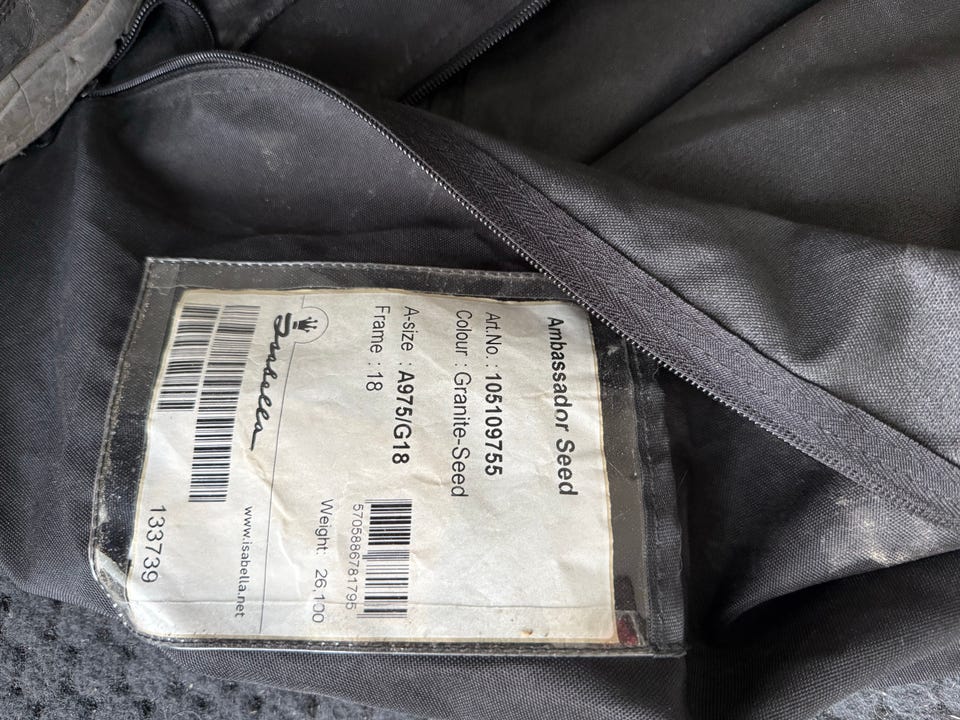 Ambassador Seed
Art.No. : 105109755
Colour : Granite-Seed
A-size : A975/G18
Frame : 18
5705886781795
Weight: 26,100
Isabella
www.isabella.net
133739